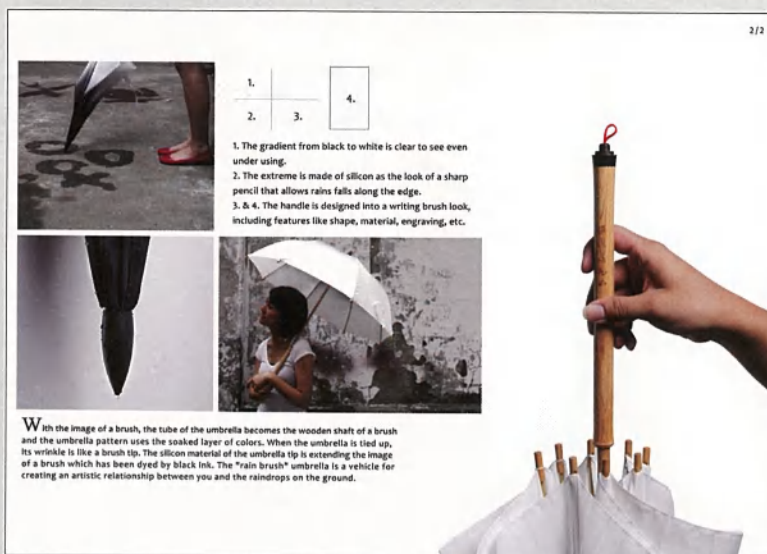 2/2
1.
2.
3.
4.
1. The gradient from black to white is clear to see even
under using.
2. The extreme is made of silicon as the look of a sharp
pencil that allows rains falls along the edge.
3. & 4. The handle is designed into a writing brush look,
including features like shape, material, engraving, etc.
With the image of a brush, the tube of the umbrella becomes the wooden shaft of a brush
and the umbrella pattern uses the soaked layer of colors. When the umbrella is tied up,
its wrinkle is like a brush tip. The silicon material of the umbrella tip is extending the image
of a brush which has been dyed by black ink. The "rain brush" umbrella is a vehicle for
creating an artistic relationship between you and the raindrops on the ground.